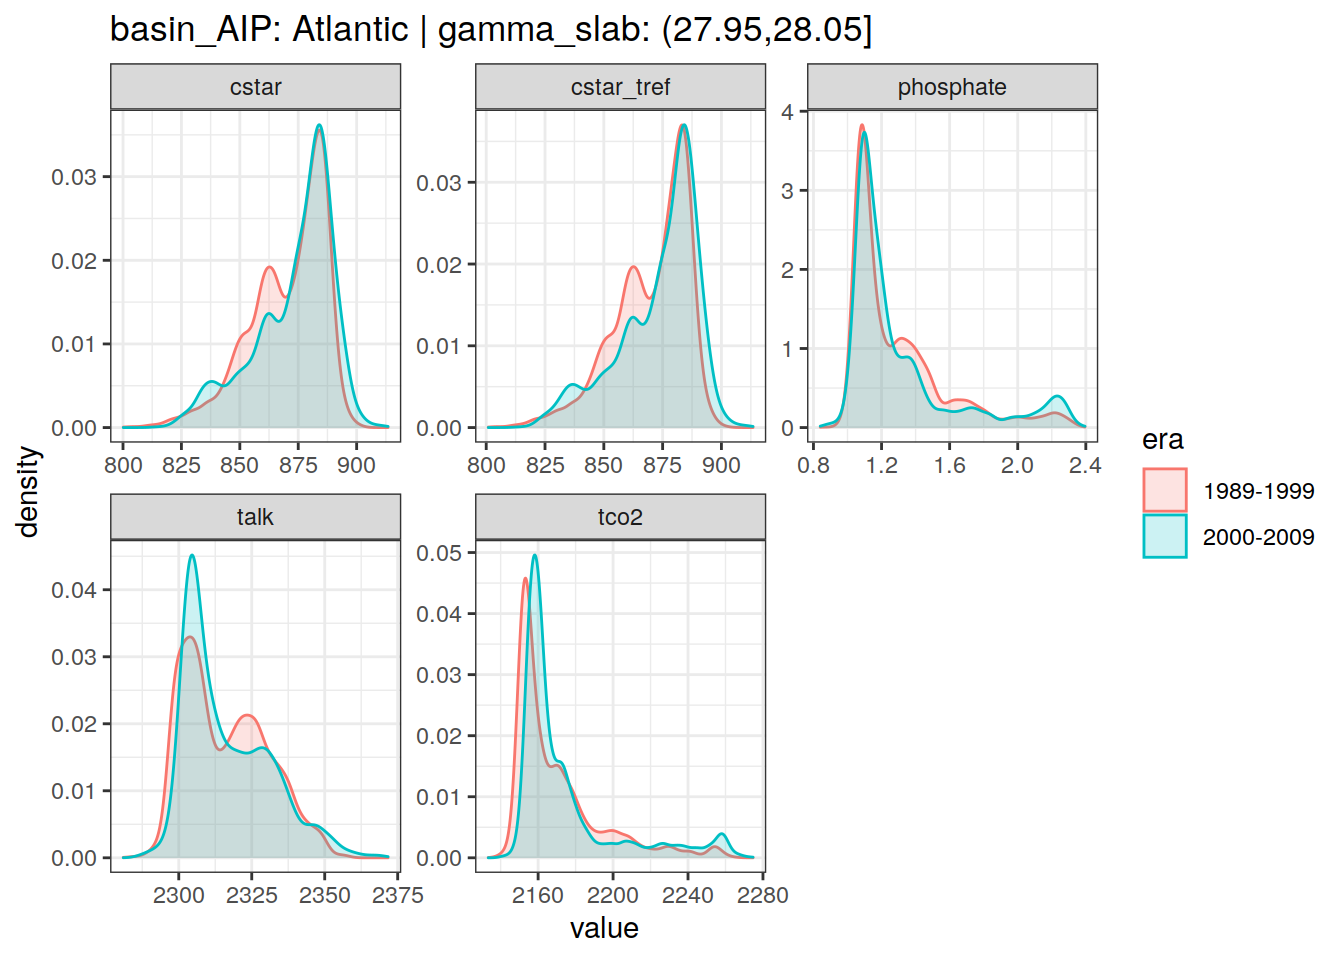 basin_AIP: Atlantic | gamma_slab: (27.95,28.05]
cstar
cstar_tref
phosphate
0.03
0.02
0.01
0.00
800 825 850 875 900
0.03
0.02
0.01
0.00
800 825 850 875 900
4
3
2
1
0
0.8 1.2 1.6 2.0 2.4
talk
tco2
0.04
0.03
0.02
0.01
0.00
2300 2325 2350 2375
0.05
0.04
0.03
0.02
0.01
0.00
2160 2200 2240 2280
density
value
era
1989-1999
2000-2009